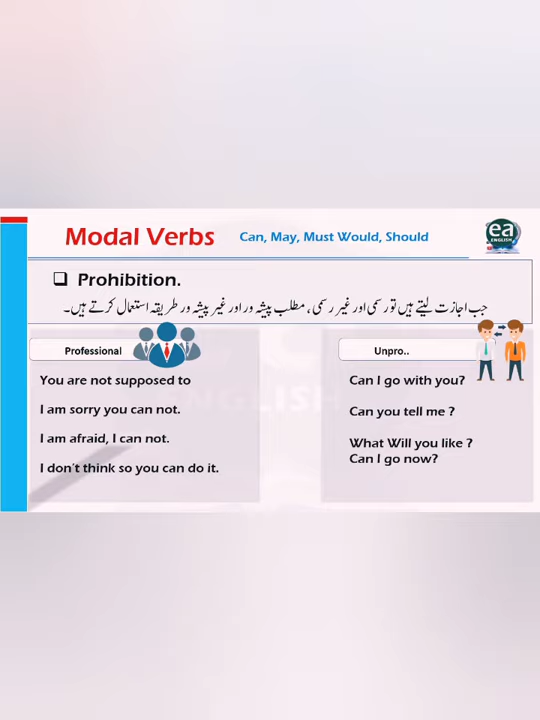 Modal Verbs
Can, May, Must Would, Should
ea
ENGLISH
❑ Prohibition.
جب اجازت لیتے ہیں تو رسمی اور غیر رسمی، مطلب پیشہ ور اور غیر پیشہ ور طریقہ استعمال کرتے ہیں۔
Professional
You are not supposed to
I am sorry you can not.
I am afraid, I can not.
I don't think so you can do it.
Unpro..
Can I go with you?
Can you tell me ?
What Will you like ?
Can I go now?
ENGLISH